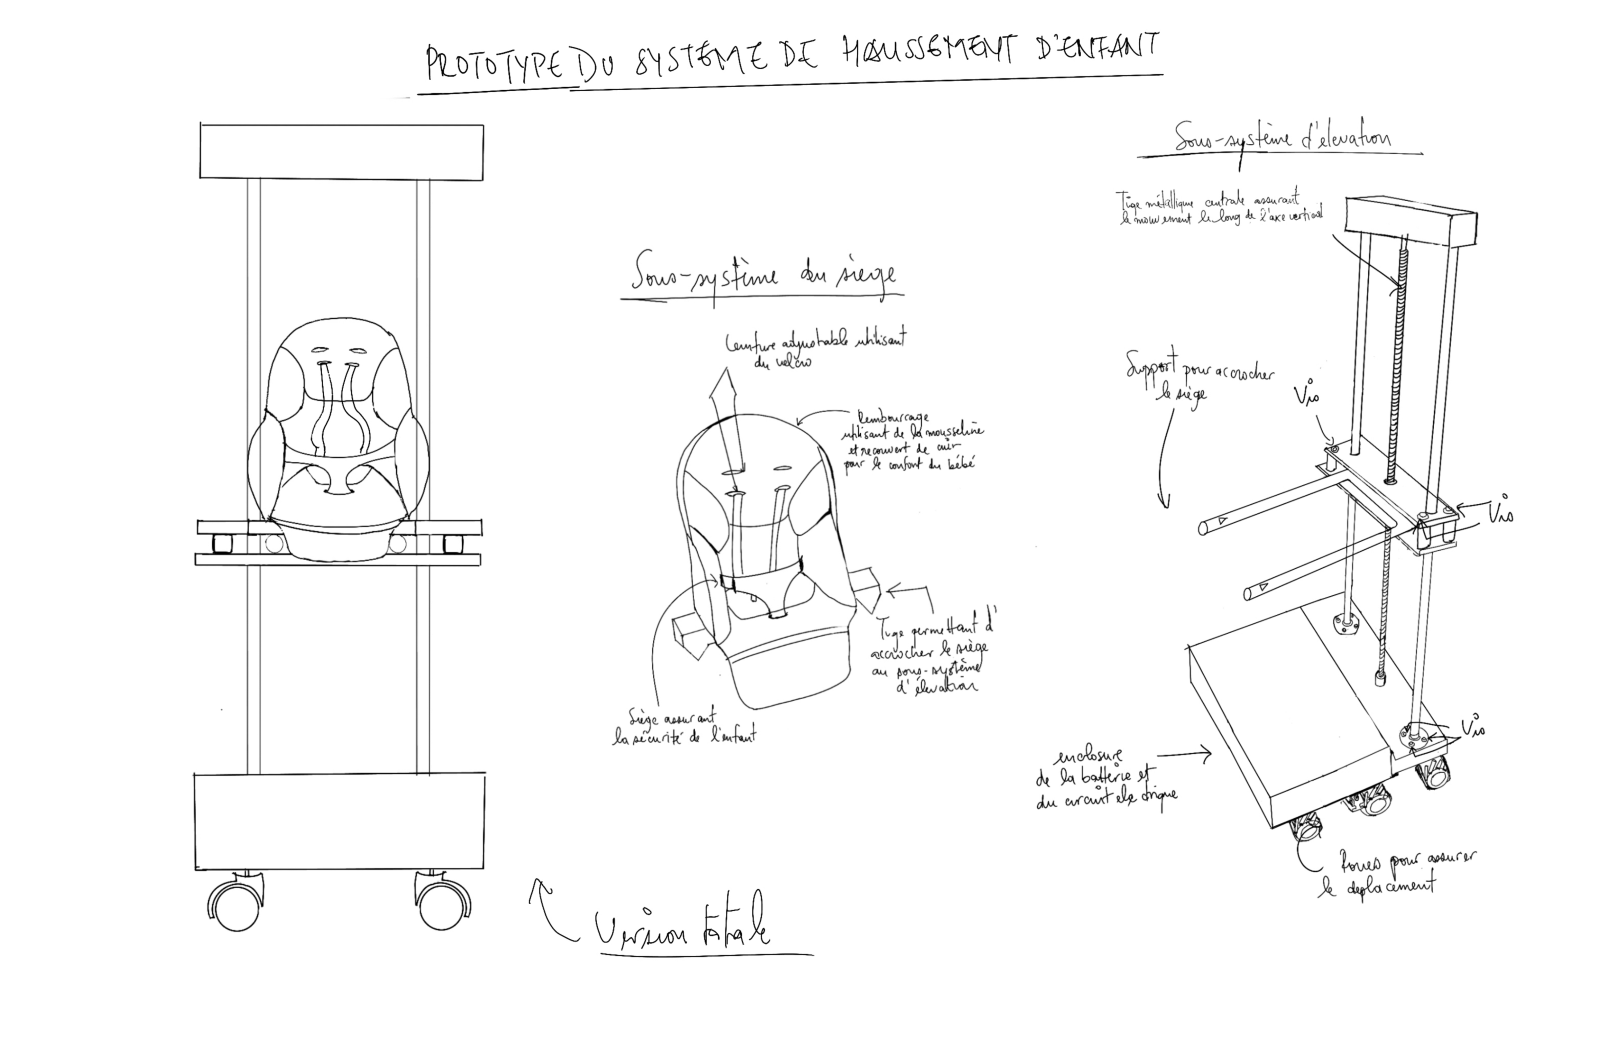 PROTOTYPE DU SYSTÈME DE HAUSSEMENT D'ENFANT
Sous-système du siège
Ceinture adjustable utilisant
du velcro
Rembourrage
utilisant de la mousseline
et recouvert de cuir
pour le confort du bébé
Tige permettant d'
accrocher le siège
au sous-système
d'élevation
Siège assurant
la sécurité de l'enfant
Version totale
Sous-système d'élevation
Tige métallique centrale assurant
le mouvement le long de l'axe vertical
Support pour accrocher
le siège
Vis
Vis
Vis
enclosure
de la batterie et
du circuit electrique
Roues pour assurer
le deplacement